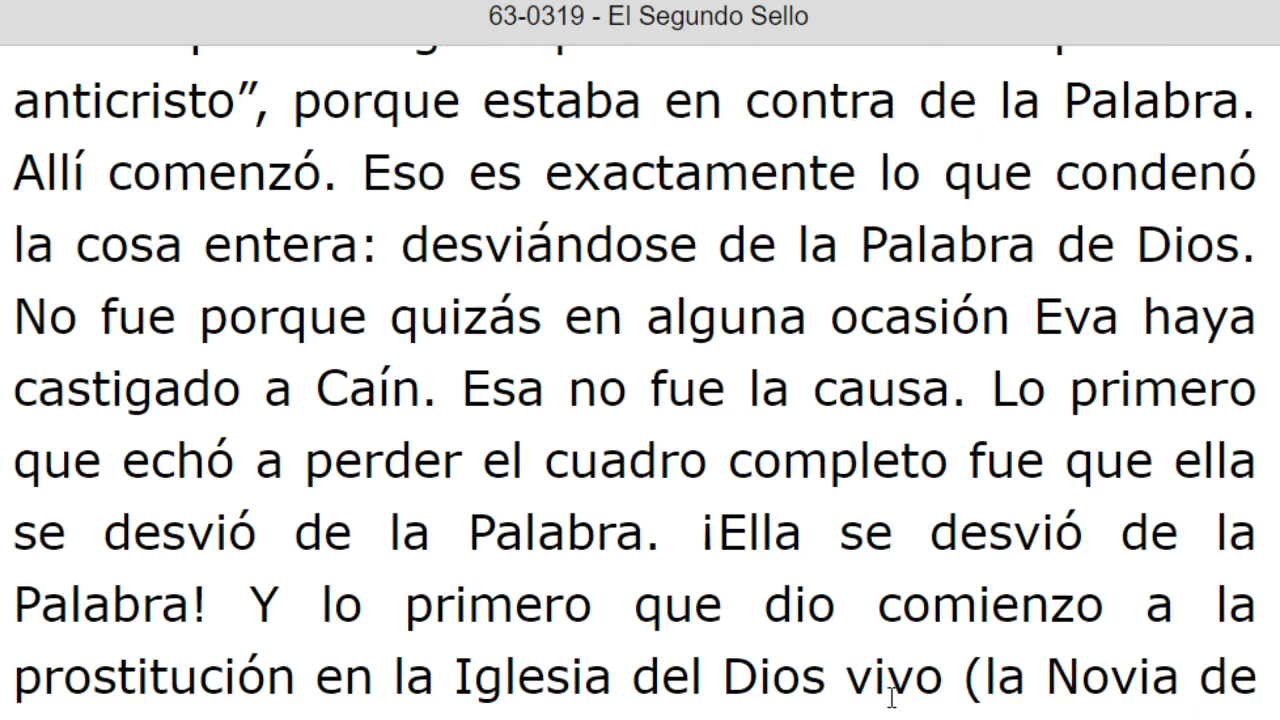 63-0319 - El Segundo Sello
anticristo”, porque estaba en contra de la Palabra.
Allí comenzó. Eso es exactamente lo que condenó
la cosa entera: desviándose de la Palabra de Dios.
No fue porque quizás en alguna ocasión Eva haya
castigado a Caín. Esa no fue la causa. Lo primero
que echó a perder el cuadro completo fue que ella
se desvió de la Palabra. ¡Ella se desvió de la
Palabra! Y lo primero que dio comienzo a la
prostitución en la Iglesia del Dios vivo (la Novia de